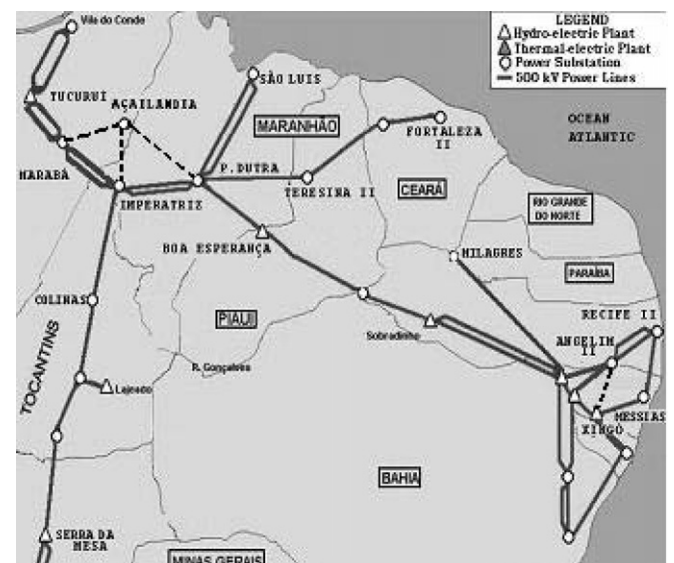 LEGEND
Hydro-electric Plant
Thermal-electric Plant
Power Substation
500 kV Power Lines
Vila do Conde
TUCURUÍ
AÇAILANDIA
SÃO LUIS
MARANHÃO
FORTALEZA
II
OCEAN
ATLANTIC
MARABÁ
P. DUTRA
TERESINA II
CEARÁ
RIO GRANDE
DO NORTE
IMPERATRIZ
BOA ESPERANÇA
MILAGRES
PARAÍBA
COLINAS
PIAUI
RECIFE II
Sobradinho
ANGELIM
II
TOCANTINS
R. Gonçalves
Lajeado
MESSIAS
XINGÓ
BAHIA
SERRA DA
MESA
MINAS GERAIS